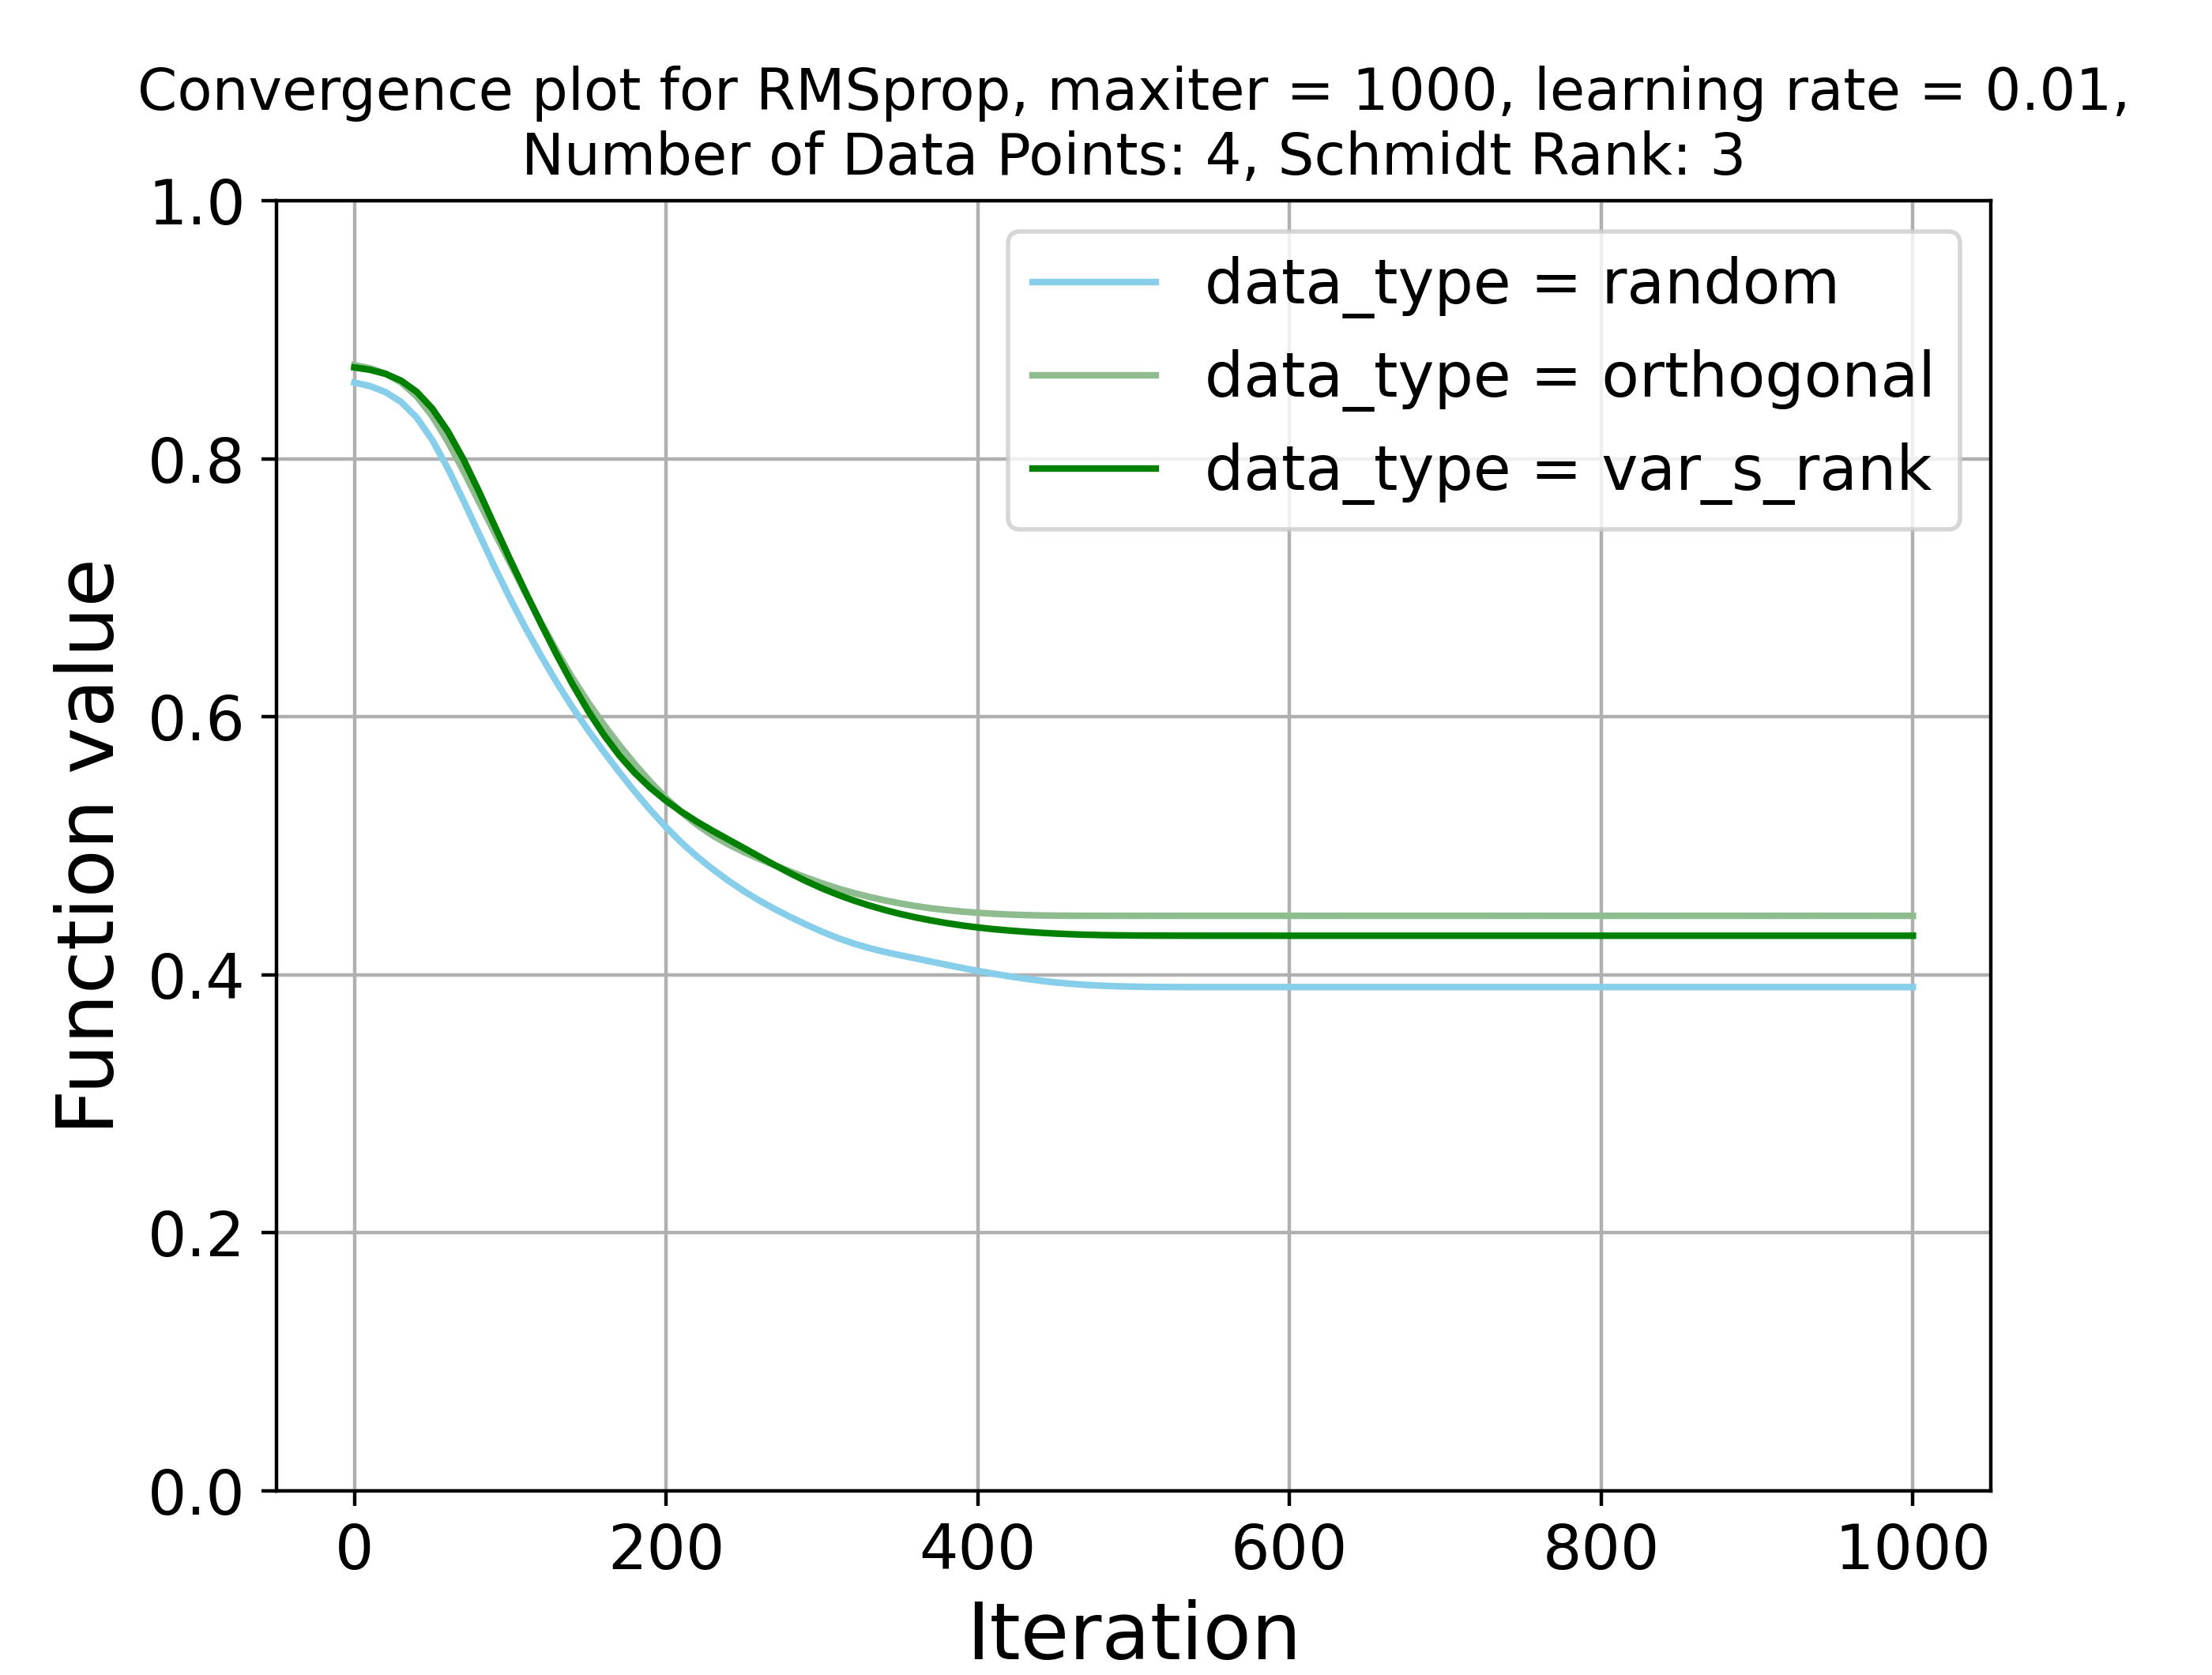 Convergence plot for RMSprop, maxiter = 1000, learning rate = 0.01,
Number of Data Points: 4, Schmidt Rank: 3
1.0
0.8
0.6
0.4
0.2
0.0
Function value
data_type = random
data_type = orthogonal
data_type = var_s_rank
0 200 400 600 800 1000
Iteration